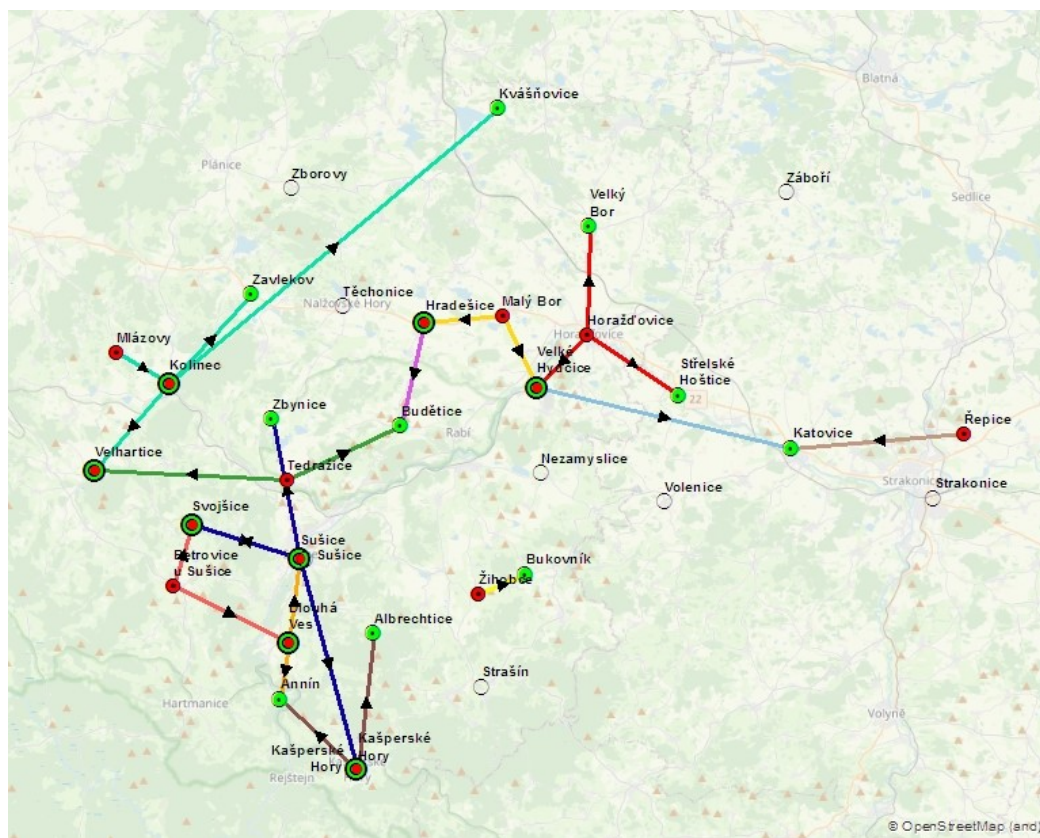 Blatná
Kvášňovice
Plánice
Zborovy
Záboří
Sedlice
Velký
Bor
Zavlekov
Těchonice
Nalžovské Hory
Hradešice
Malý Bor
Horažďovice
Mlázovy
Kolinec
Velké
Hydčice
Střelské
Hoštice
22
Zbynice
Budětice
Rabí
Katovice
Řepice
Velhartice
Tedražice
Nezamyslice
Volenice
Strakonice
Strakonice
Svojšice
Sušice
Sušice
Petrovice
u Sušice
Bukovník
Žihobce
Dlouhá
Ves
Albrechtice
Annín
Strašín
Hartmanice
Volyně
Kašperské
Hory
Kašperské
Hory
Rejštejn
© OpenStreetMap (and)